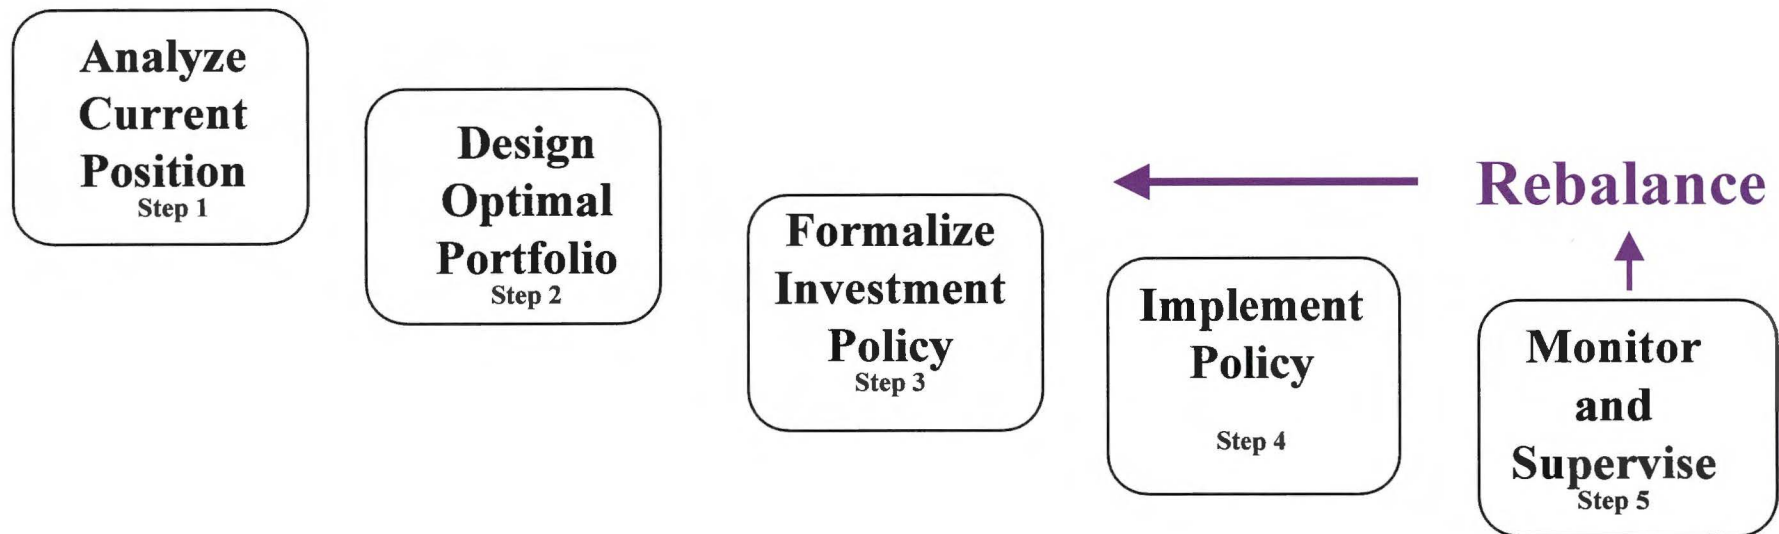 Analyze
Current
Position
Step 1
Design
Optimal
Portfolio
Step 2
Formalize
Investment
Policy
Step 3
Implement
Policy
Step 4
Rebalance
Monitor
and
Supervise
Step 5